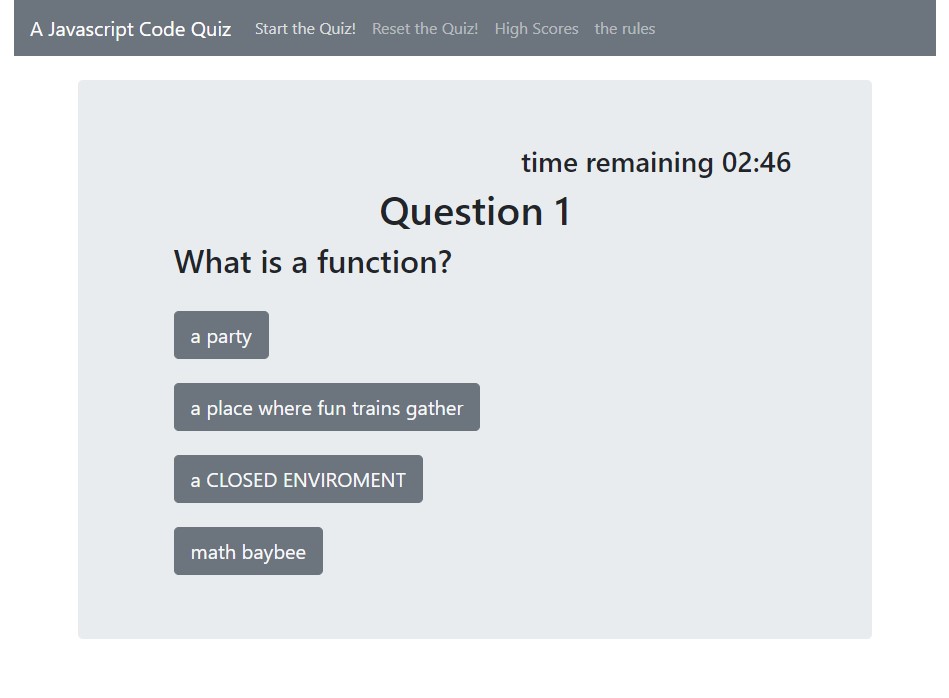 A Javascript Code Quiz Start the Quiz! Reset the Quiz! High Scores the rules
time remaining 02:46
Question 1
What is a function?
a party
a place where fun trains gather
a CLOSED ENVIROMENT
math baybee